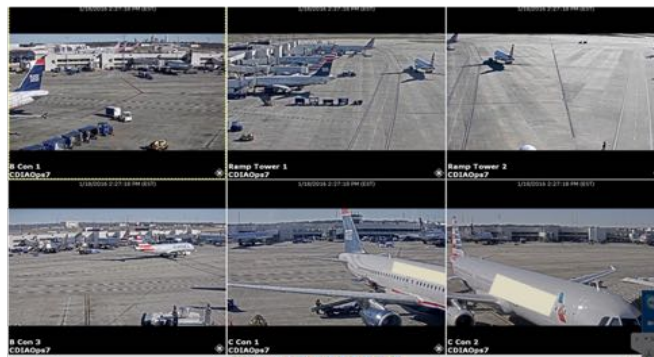 1/18/2016 2:27:18 PM (EST)
1/18/2016 2:27:18 PM (EST)
1/18/2016 2:27:18 PM (EST)
B Con 1
CDIAOps7
Ramp Tower 1
CDIAOps7
Ramp Tower 2
CDIAOps7
1/18/2016 2:27:18 PM (EST)
1/18/2016 2:27:18 PM (EST)
1/18/2016 2:27:18 PM (EST)
B Con 3
CDIAOps7
C Con 1
CDIAOps7
C Con 2
CDIAOps7